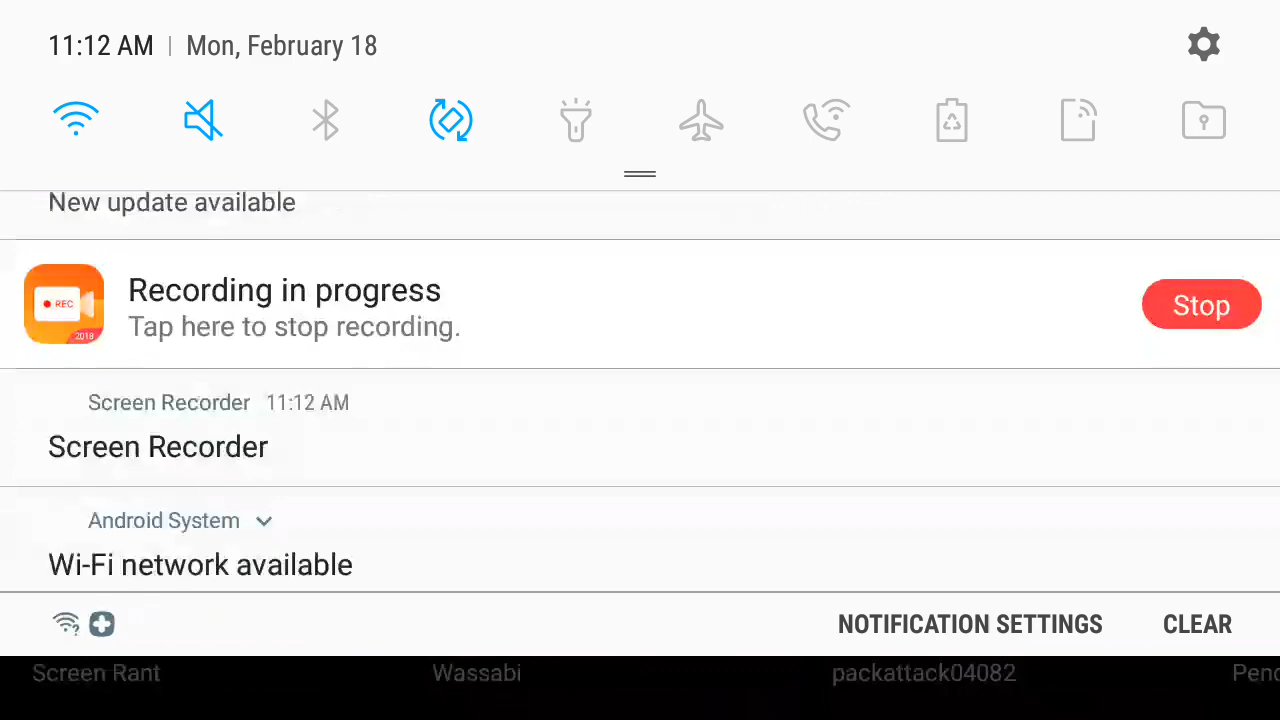 11:12 AM | Mon, February 18
New update available
REC
2018
Recording in progress
Tap here to stop recording.
Stop
Screen Recorder 11:12 AM
Screen Recorder
Android System
Wi-Fi network available
NOTIFICATION SETTINGS CLEAR
Screen Rant Wassabi packattack04082